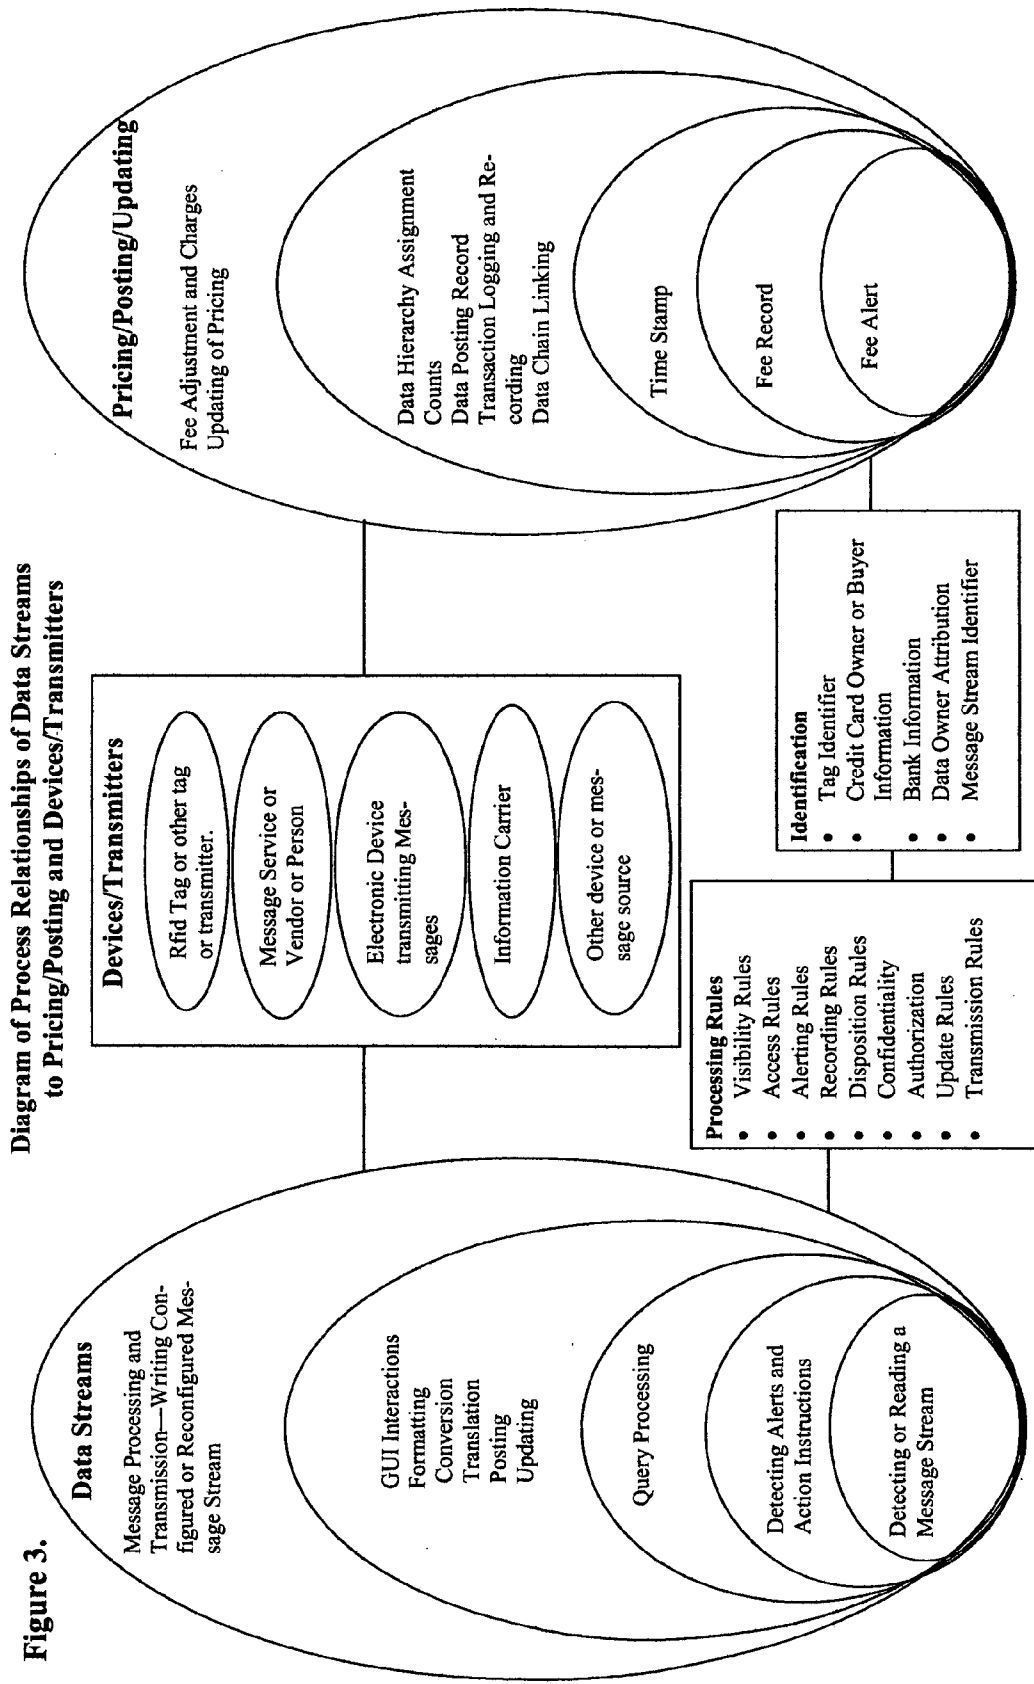 Figure 3.
Diagram of Process Relationships of Data Streams
to Pricing/Posting and Devices/Transmitters
Data Streams
Message Processing and
Transmission—Writing Con-
figured or Reconfigured Mes-
sage Stream
GUI Interactions
Formatting
Conversion
Translation
Posting
Updating
Query Processing
Detecting Alerts and
Action Instructions
Detecting or Reading a
Message Stream
Devices/Transmitters
Rfid Tag or other tag
or transmitter.
Message Service or
Vendor or Person
Electronic Device
transmitting Mes-
sages
Information Carrier
Other device or mes-
sage source
Processing Rules
• Visibility Rules
• Access Rules
• Alerting Rules
• Recording Rules
• Disposition Rules
• Confidentiality
• Authorization
• Update Rules
• Transmission Rules
Identification
• Tag Identifier
• Credit Card Owner or Buyer
Information
• Bank Information
• Data Owner Attribution
• Message Stream Identifier
Pricing/Posting/Updating
Fee Adjustment and Charges
Updating of Pricing
Data Hierarchy Assignment
Counts
Data Posting Record
Transaction Logging and Re-
cording
Data Chain Linking
Time Stamp
Fee Record
Fee Alert